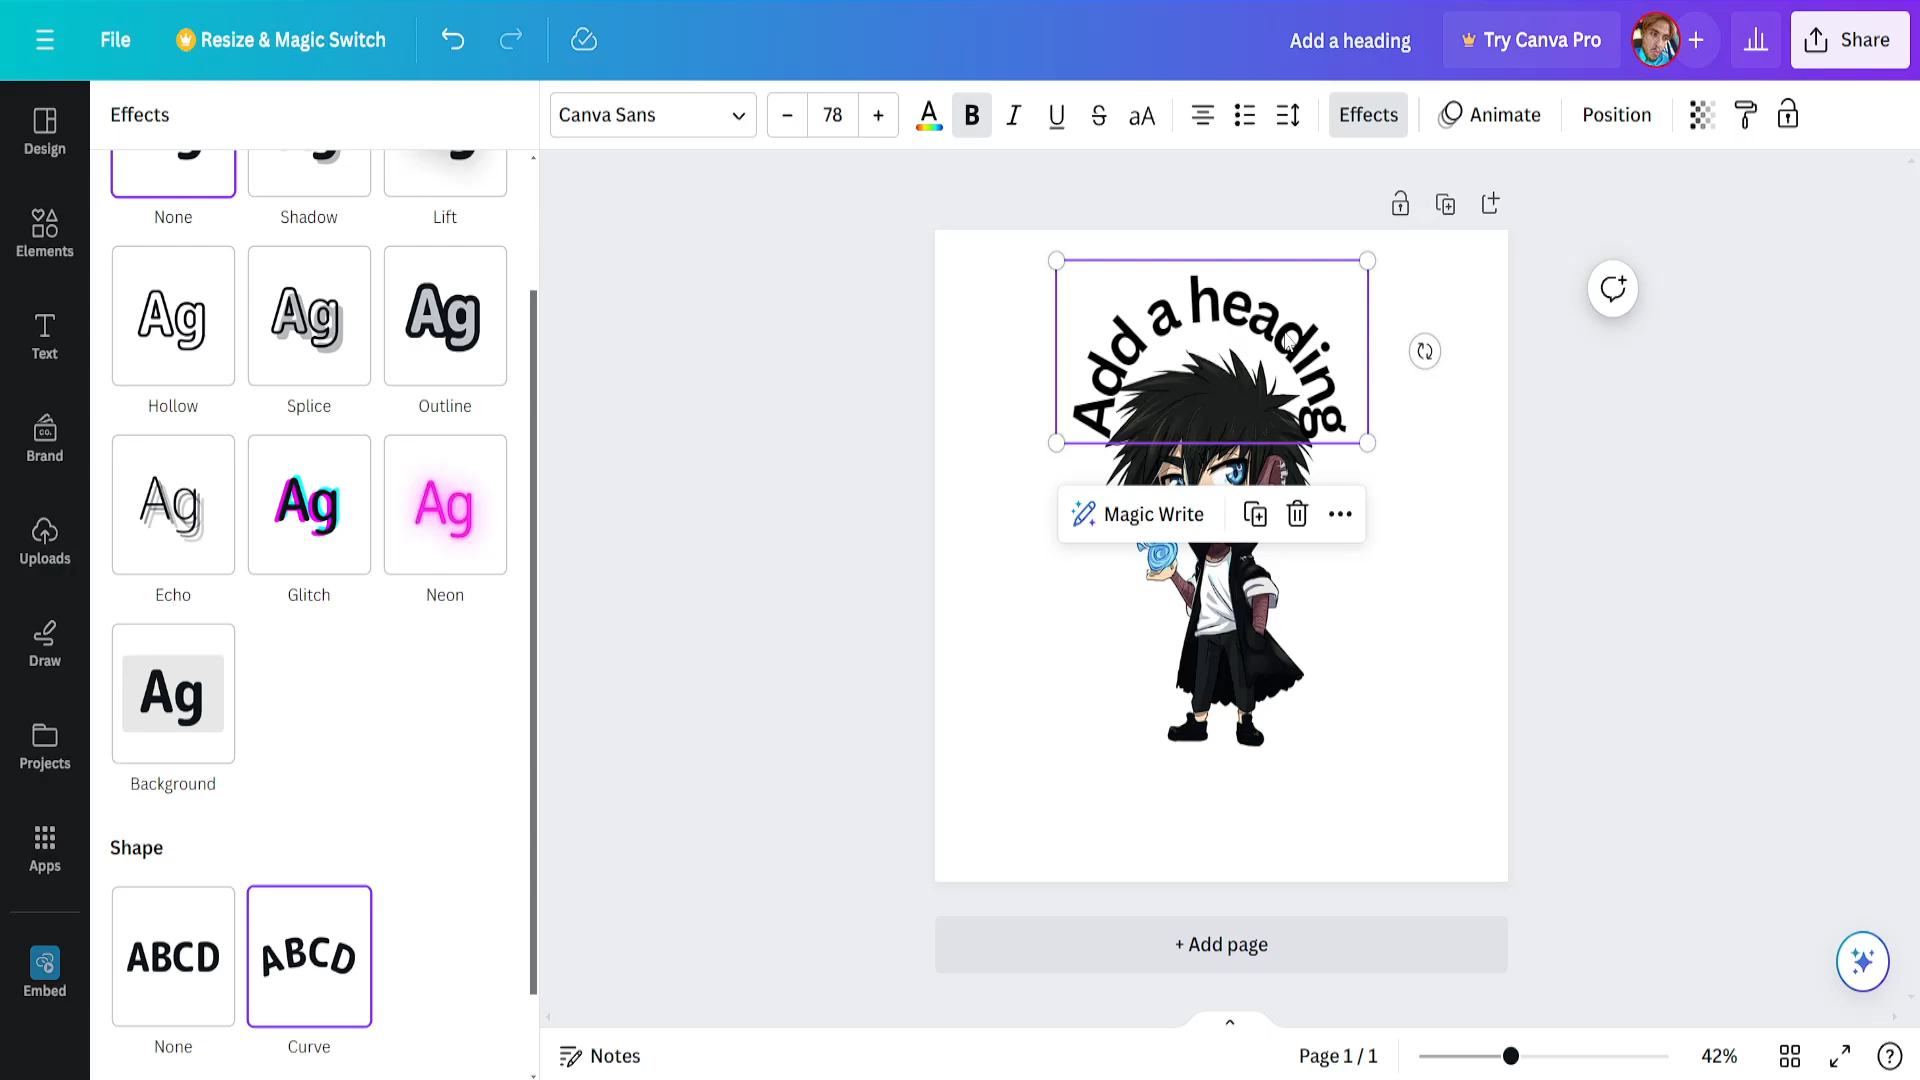 File
Resize & Magic Switch
Add a heading
Try Canva Pro
Share
Design
Elements
Text
CO.
Brand
Uploads
Draw
Projects
Apps
Embed
Effects
None
Shadow
Lift
Ag
Ag
Ag
Hollow
Splice
Outline
Ag
Ag
Ag
Echo
Glitch
Neon
Ag
Background
Shape
ABCD
ABCD
None
Curve
Canva Sans
- 78 +
A
B
I
U
S
aA
Effects
Animate
Position
Add a heading
Magic Write
+ Add page
Notes
Page 1 / 1
42%
?